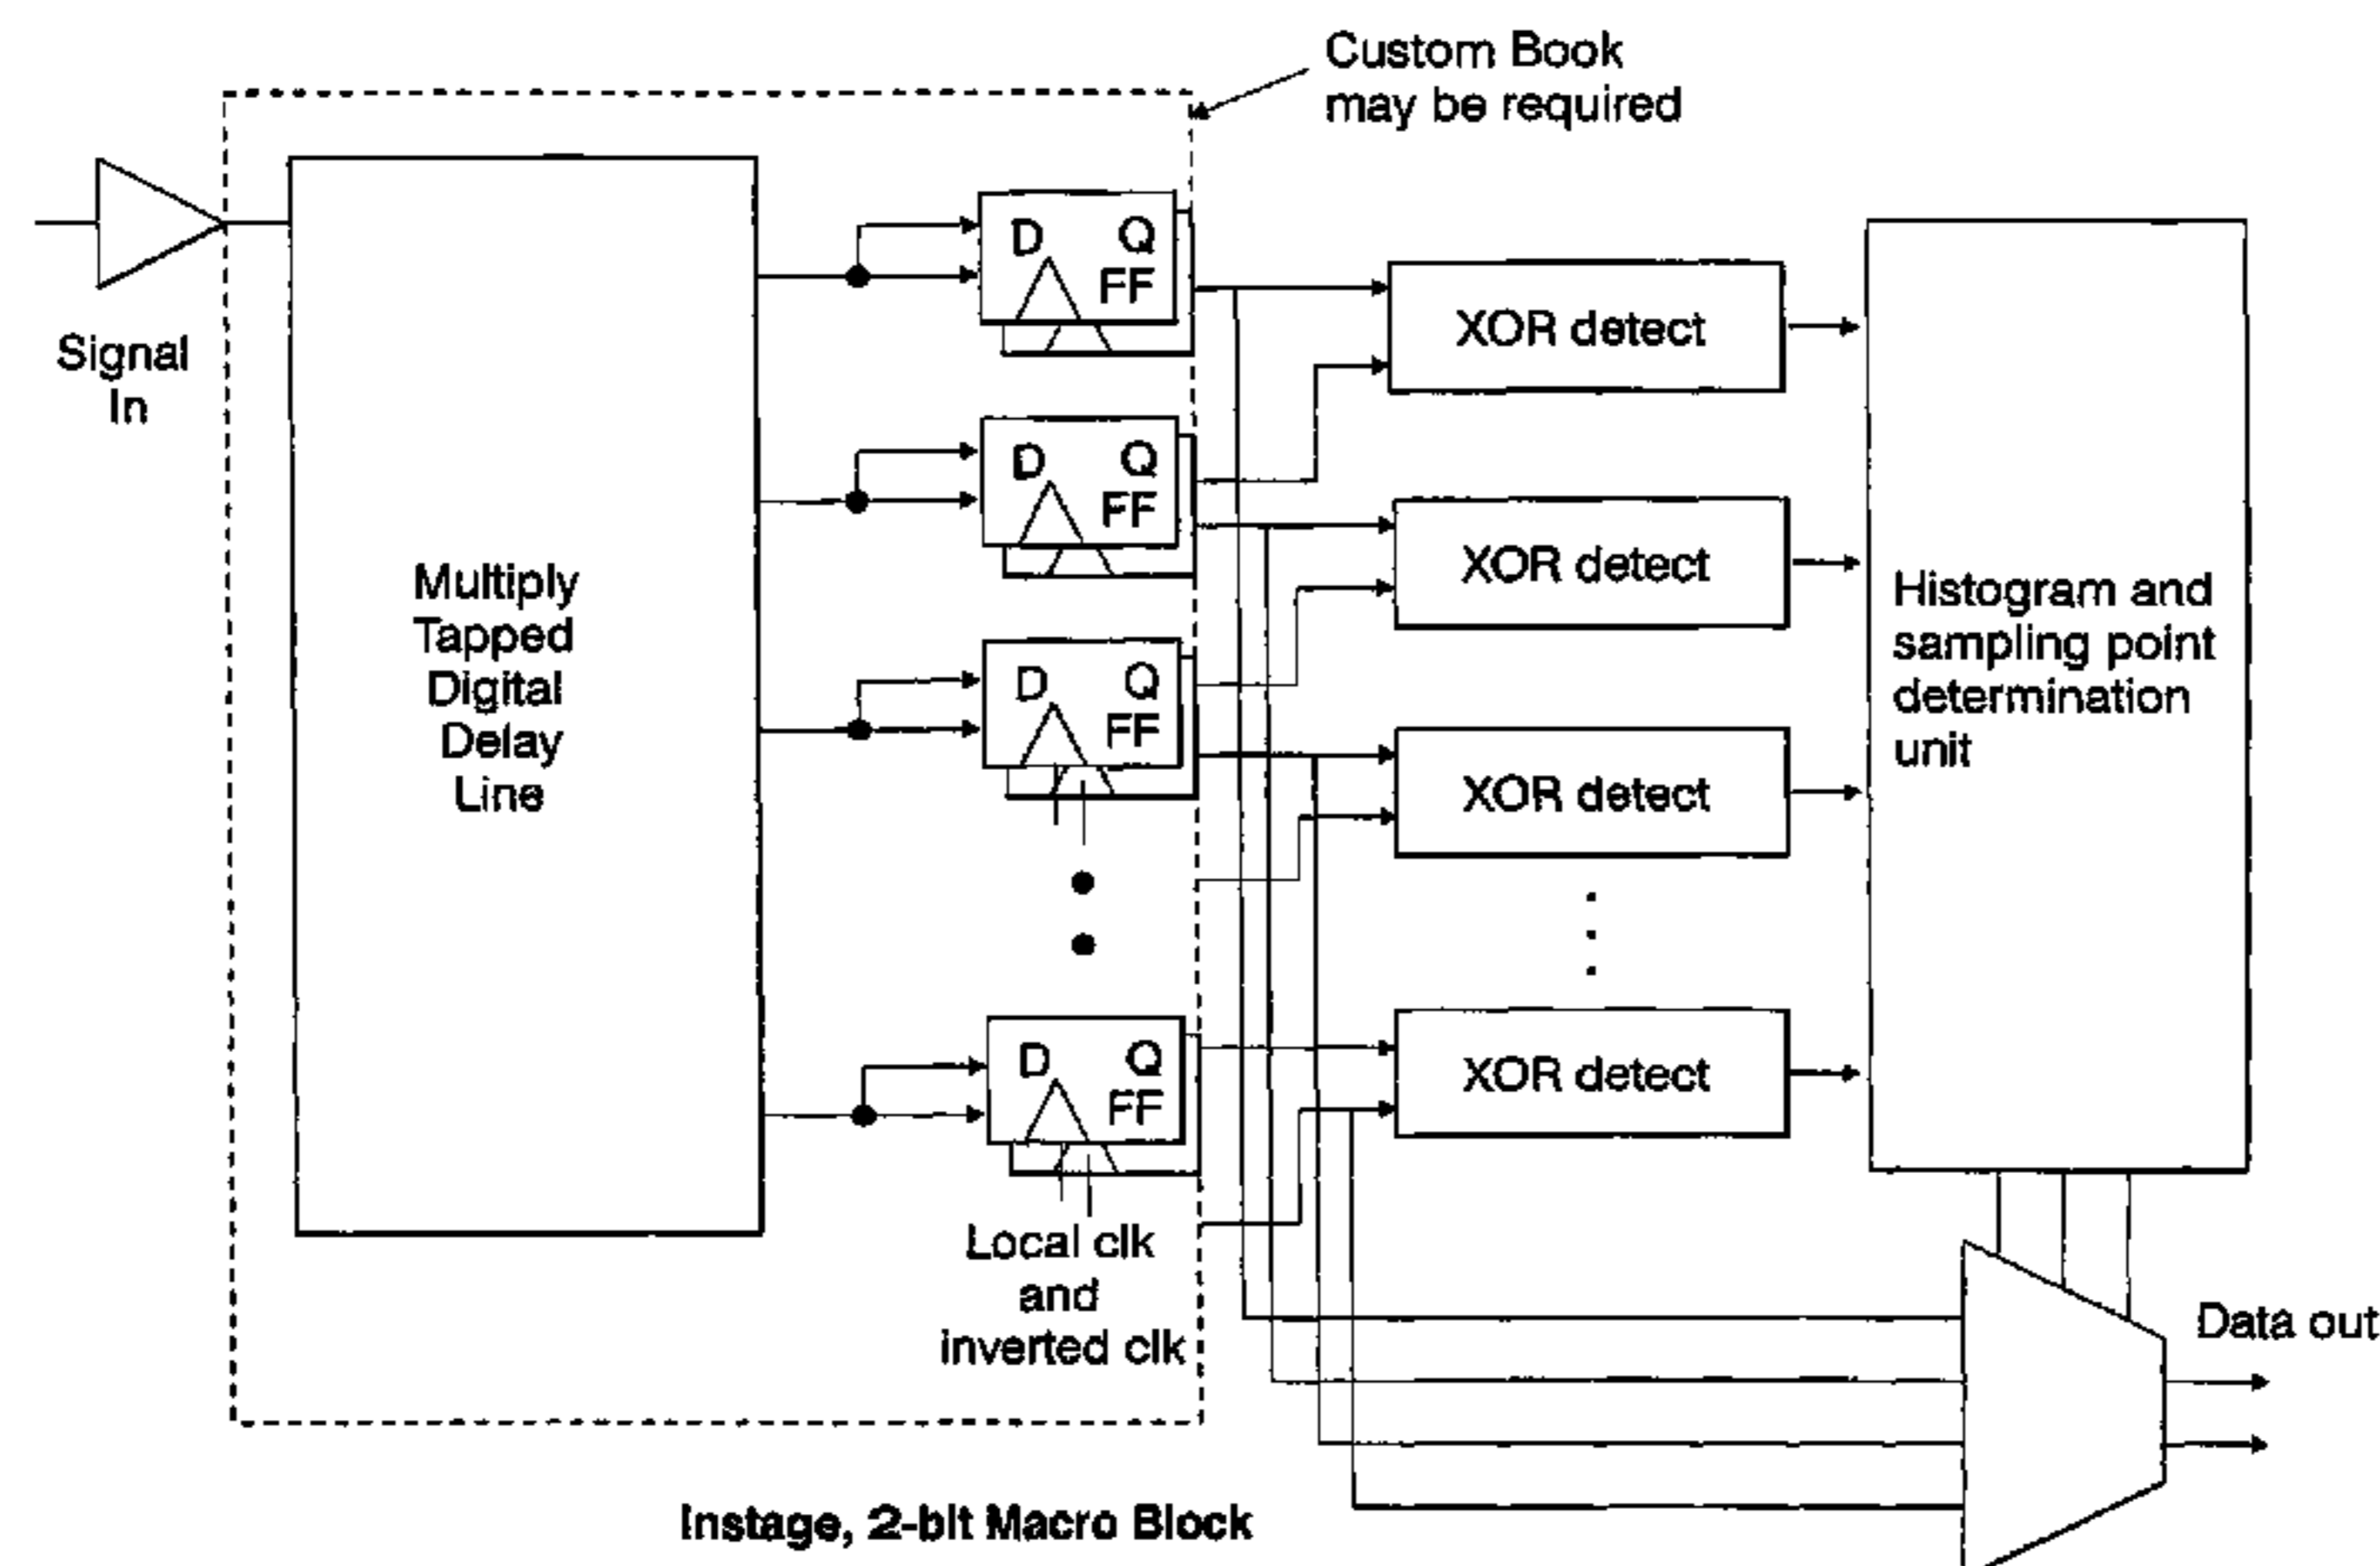 Custom Book
may be required
Signal
In
Multiply
Tapped
Digital
Delay
Line
D Q
FF
D Q
FF
D Q
FF
D Q
FF
Local clk
and
inverted clk
XOR detect
XOR detect
XOR detect
XOR detect
Histogram and
sampling point
determination
unit
Data out
Instage, 2-bit Macro Block